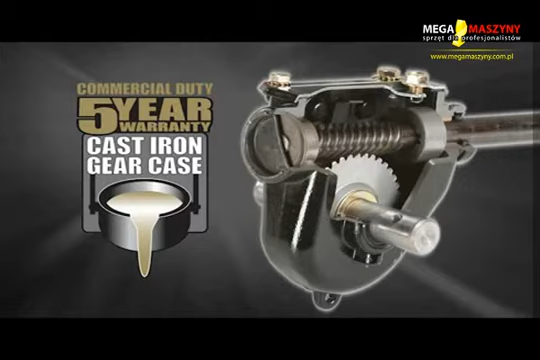 MEGA MASZYNY
sprzęt dla profesjonalistów
www.megamaszyny.com.pl
COMMERCIAL DUTY
5 YEAR
WARRANTY
CAST IRON
GEAR CASE